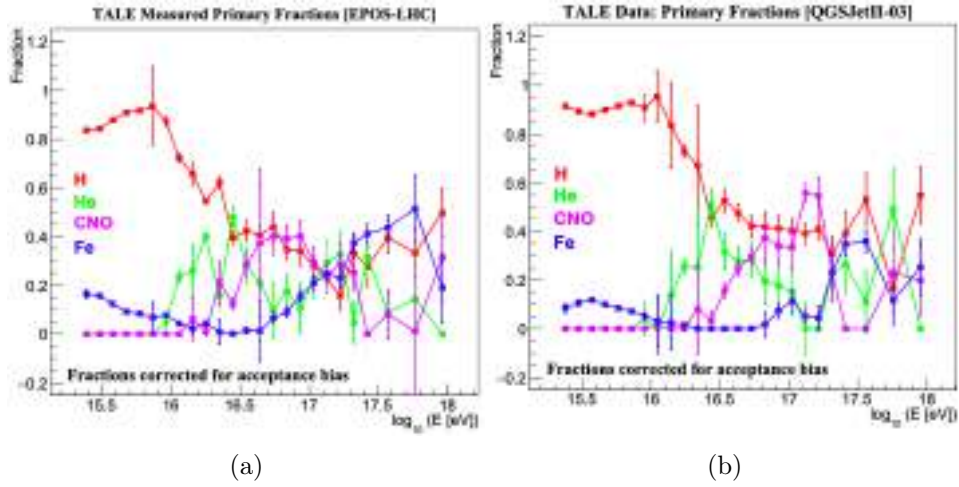 TALE Measured Primary Fractions [EPOS-LHC]
Fraction
1.2
1
0.8
0.6
0.4
0.2
0
−0.2
H
He
CNO
Fe
Fractions corrected for acceptance bias
15.5 16 16.5 17 17.5 18
log₁₀ (E [eV])
(a)
TALE Data: Primary Fractions [QGSJetII-03]
Fraction
1.2
1
0.8
0.6
0.4
0.2
0
−0.2
H
He
CNO
Fe
Fractions corrected for acceptance bias
15.5 16 16.5 17 17.5 18
log₁₀ (E [eV])
(b)